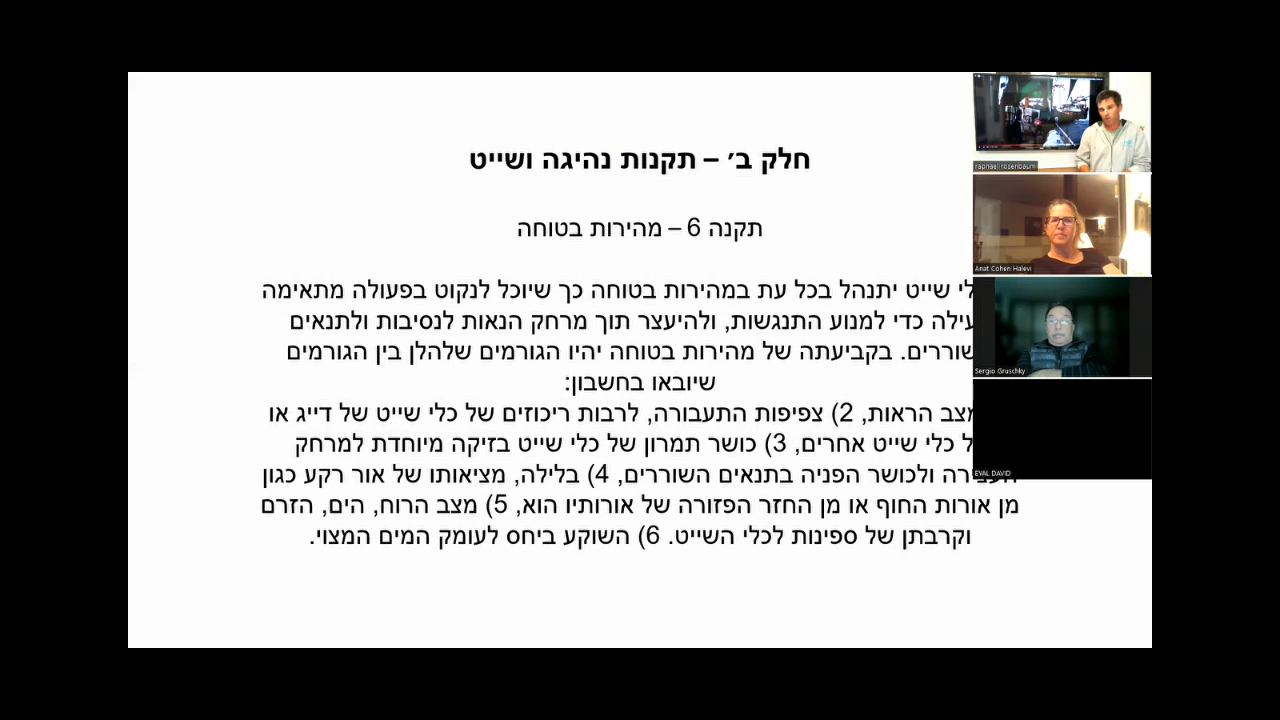 חלק ב׳ – תקנות נהיגה ושייט
תקנה 6 – מהירות בטוחה
שייט יתנהל בכל עת במהירות בטוחה כך שיוכל לנקוט בפעולה מתאימה
כדי למנוע התנגשות, ולהיעצר תוך מרחק הנאות לנסיבות ולתנאים
בקביעתה של מהירות בטוחה יהיו הגורמים שלהלן בין הגורמים
שיובאו בחשבון:
מצב הראות, 2) צפיפות התעבורה, לרבות ריכוזים של כלי שייט של דייג או
כלי שייט אחרים, 3) כושר תמרון של כלי שייט בזיקה מיוחדת למרחק
ולכושר הפניה בתנאים השוררים, 4) בלילה, מציאותו של אור רקע כגון
מן אורות החוף או מן החזר הפזורה של אורותיו הוא, 5) מצב הרוח, הים, הזרם
וקרבתן של ספינות לכלי השייט. 6) השוקע ביחס לעומק המים המצוי.
raphael rosenbaum
Anat Cohen Halevi
Sergio Gruschky
EYAL DAVID